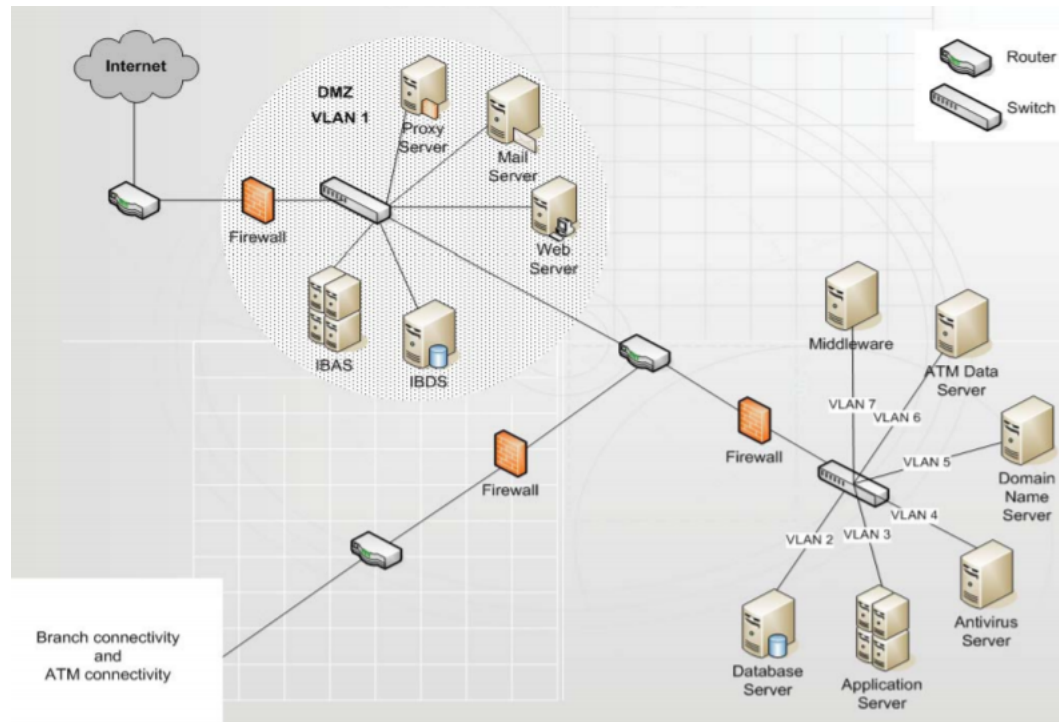 Internet
DMZ
VLAN 1
Proxy
Server
Mail
Server
Web
Server
Firewall
IBAS
IBDS
Router
Switch
Middleware
ATM Data
Server
VLAN 7
VLAN 6
Firewall
VLAN 5
Domain
Name
Server
Firewall
VLAN 4
VLAN 3
VLAN 2
Antivirus
Server
Database
Server
Application
Server
Branch connectivity
and
ATM connectivity